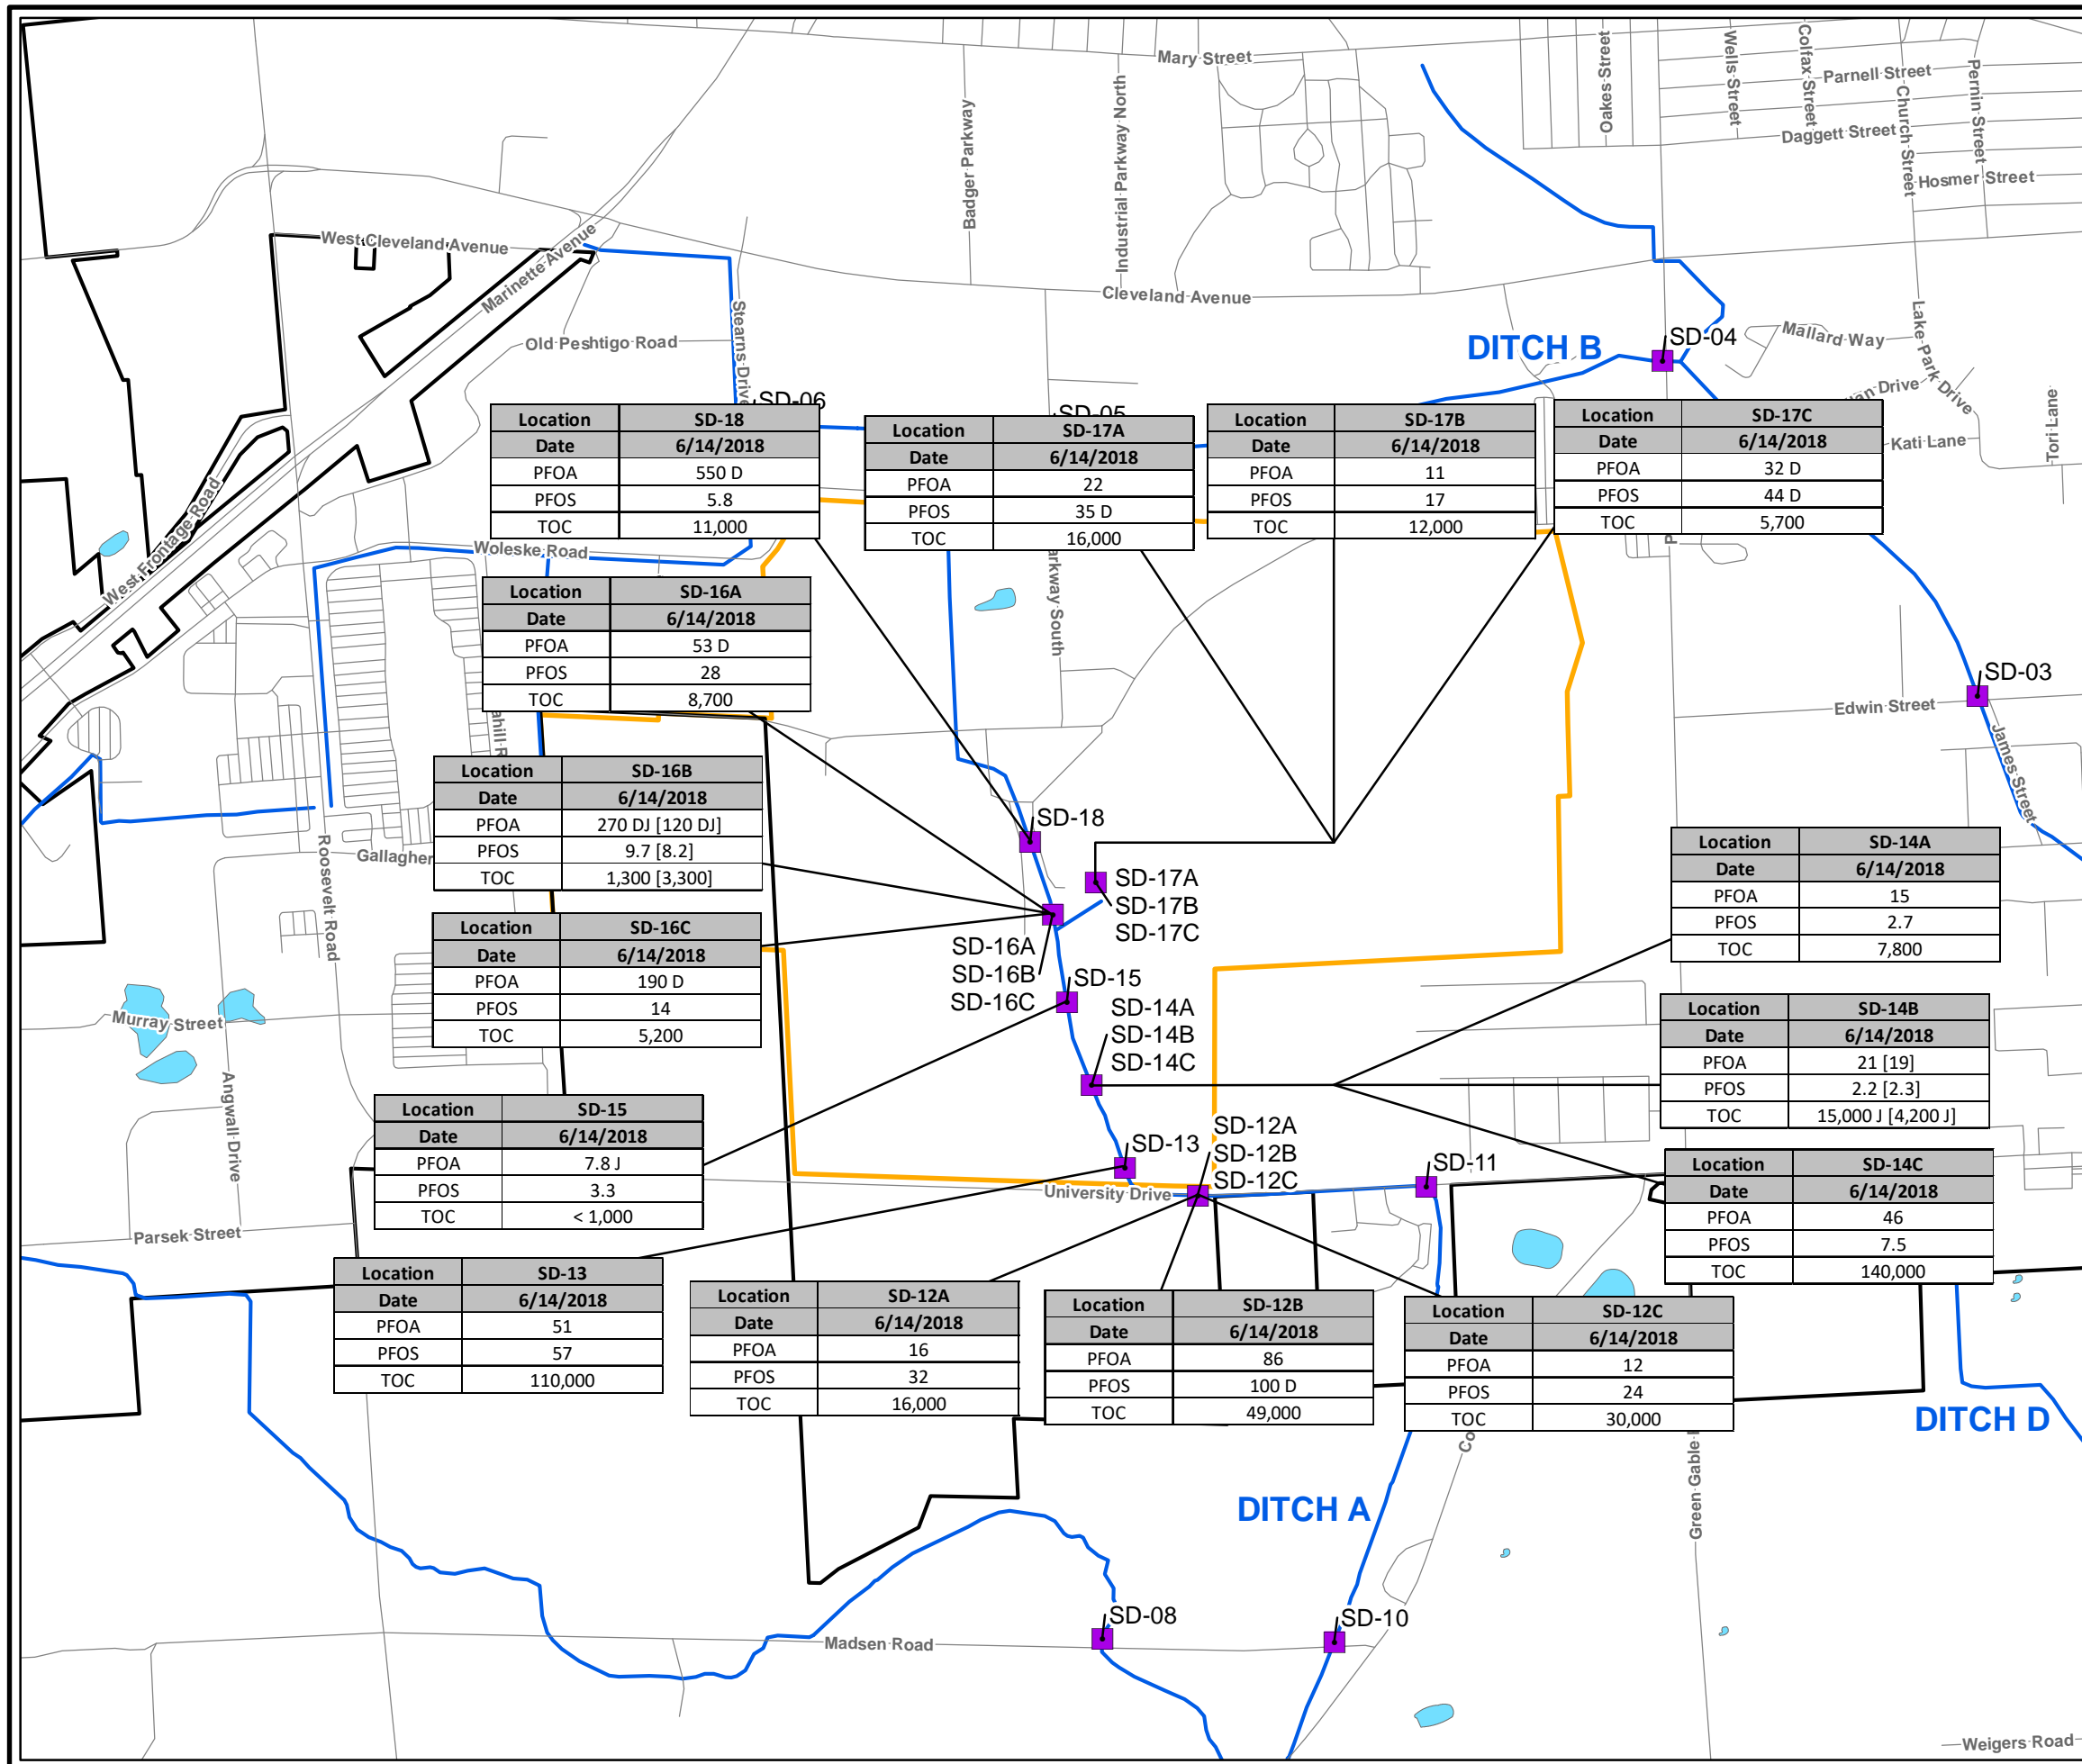 Mary Street
Oakes Street
Wells Street
Colfax Street
Parnell Street
Church Street
Pernin Street
Daggett Street
Hosmer Street
Badger Parkway
Industrial Parkway North
West Cleveland Avenue
Marinette Avenue
Cleveland Avenue
Old Peshtigo Road
Stearns Drive
DITCH B
SD-04
Mallard Way
Lake Park Drive
Drive
Kati Lane
Tori Lane
SD-06
SD-05
Location SD-18
Date 6/14/2018
PFOA 550 D
PFOS 5.8
TOC 11,000
Location SD-17A
Date 6/14/2018
PFOA 22
PFOS 35 D
TOC 16,000
Location SD-17B
Date 6/14/2018
PFOA 11
PFOS 17
TOC 12,000
Location SD-17C
Date 6/14/2018
PFOA 32 D
PFOS 44 D
TOC 5,700
West Frontage Road
Woleske Road
arkway South
Location SD-16A
Date 6/14/2018
PFOA 53 D
PFOS 28
TOC 8,700
SD-03
Edwin Street
James Street
Location SD-16B
Date 6/14/2018
PFOA 270 DJ [120 DJ]
PFOS 9.7 [8.2]
TOC 1,300 [3,300]
Roosevelt Road
Gallagher
SD-18
SD-17A
SD-17B
SD-17C
Location SD-14A
Date 6/14/2018
PFOA 15
PFOS 2.7
TOC 7,800
Location SD-16C
Date 6/14/2018
PFOA 190 D
PFOS 14
TOC 5,200
SD-16A
SD-16B
SD-16C
SD-15
SD-14A
SD-14B
SD-14C
Murray Street
Angwall Drive
Location SD-14B
Date 6/14/2018
PFOA 21 [19]
PFOS 2.2 [2.3]
TOC 15,000 J [4,200 J]
Location SD-15
Date 6/14/2018
PFOA 7.8 J
PFOS 3.3
TOC < 1,000
SD-13
SD-12A
SD-12B
SD-12C
SD-11
University Drive
Location SD-14C
Date 6/14/2018
PFOA 46
PFOS 7.5
TOC 140,000
Parsek Street
Location SD-13
Date 6/14/2018
PFOA 51
PFOS 57
TOC 110,000
Location SD-12A
Date 6/14/2018
PFOA 16
PFOS 32
TOC 16,000
Location SD-12B
Date 6/14/2018
PFOA 86
PFOS 100 D
TOC 49,000
Location SD-12C
Date 6/14/2018
PFOA 12
PFOS 24
TOC 30,000
Co
Green Gable
DITCH D
DITCH A
SD-08
SD-10
Madsen Road
Weigers Road